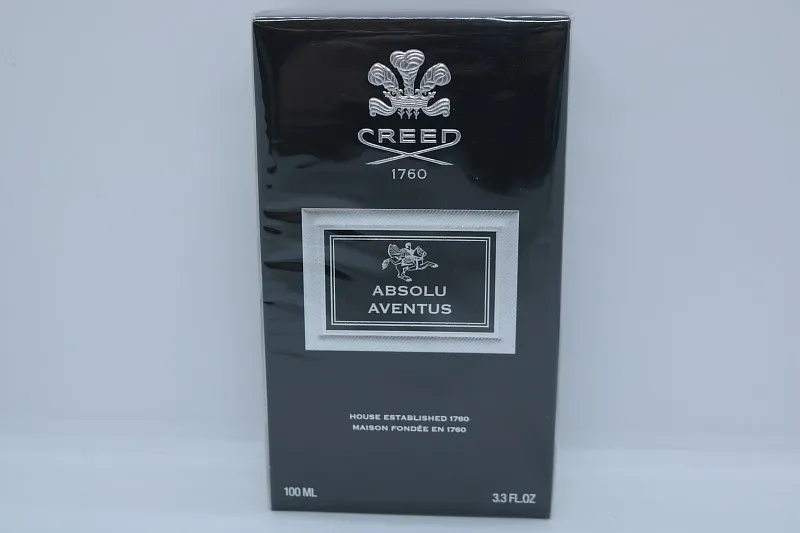 CREED
1760
ABSOLU
AVENTUS
HOUSE ESTABLISHED 1760
MAISON FONDÉE EN 1760
100 ML
3.3 FL.OZ